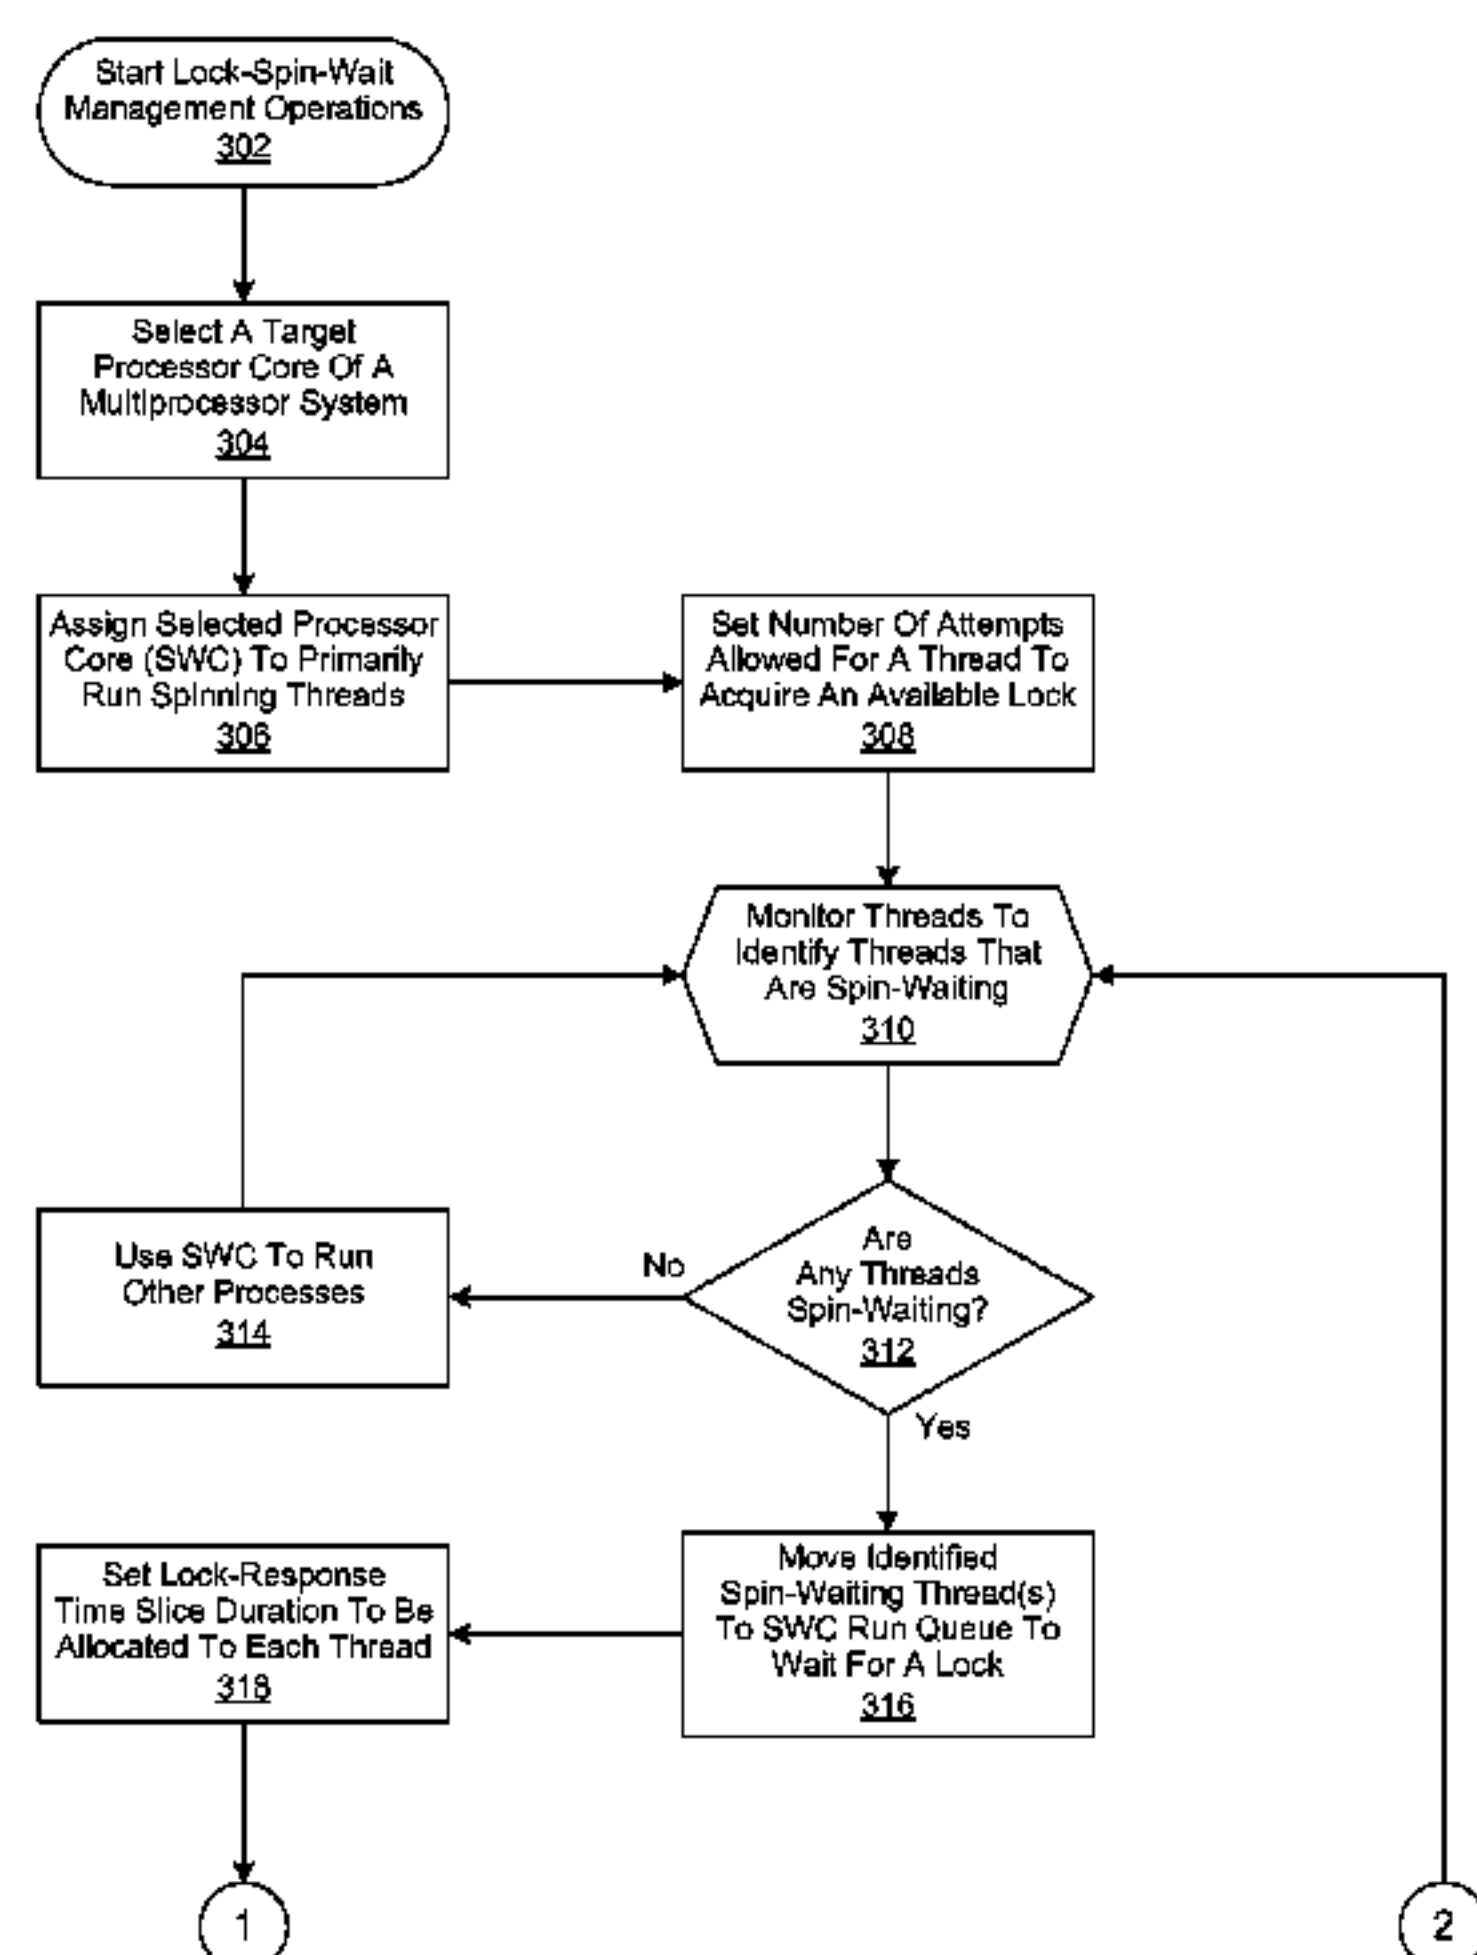 Start Lock-Spin-Wait
Management Operations
302
Select A Target
Processor Core Of A
Multiprocessor System
304
Assign Selected Processor
Core (SWC) To Primarily
Run Spinning Threads
306
Set Number Of Attempts
Allowed For A Thread To
Acquire An Available Lock
308
Monitor Threads To
Identify Threads That
Are Spin-Waiting
310
Are
Any Threads
Spin-Waiting?
312
No
Use SWC To Run
Other Processes
314
Yes
Move Identified
Spin-Waiting Thread(s)
To SWC Run Queue To
Wait For A Lock
316
Set Lock-Response
Time Slice Duration To Be
Allocated To Each Thread
318
1
2